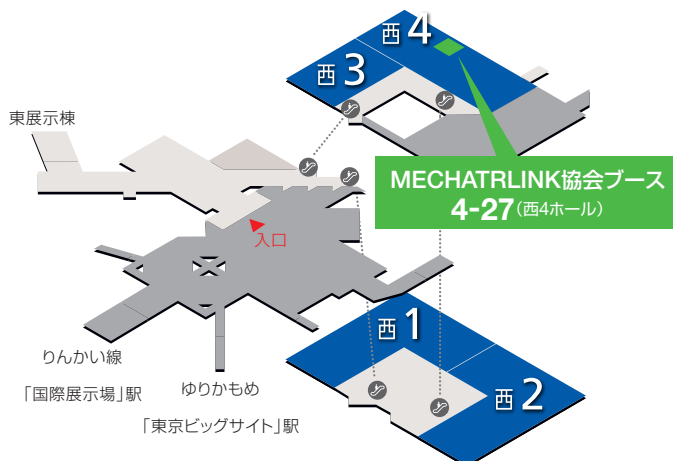 西4
西3
東展示棟
MECHATRLINK協会ブース
4-27(西4ホール)
入口
西1
りんかい線
「国際展示場」駅
ゆりかもめ
「東京ビッグサイト」駅
西2